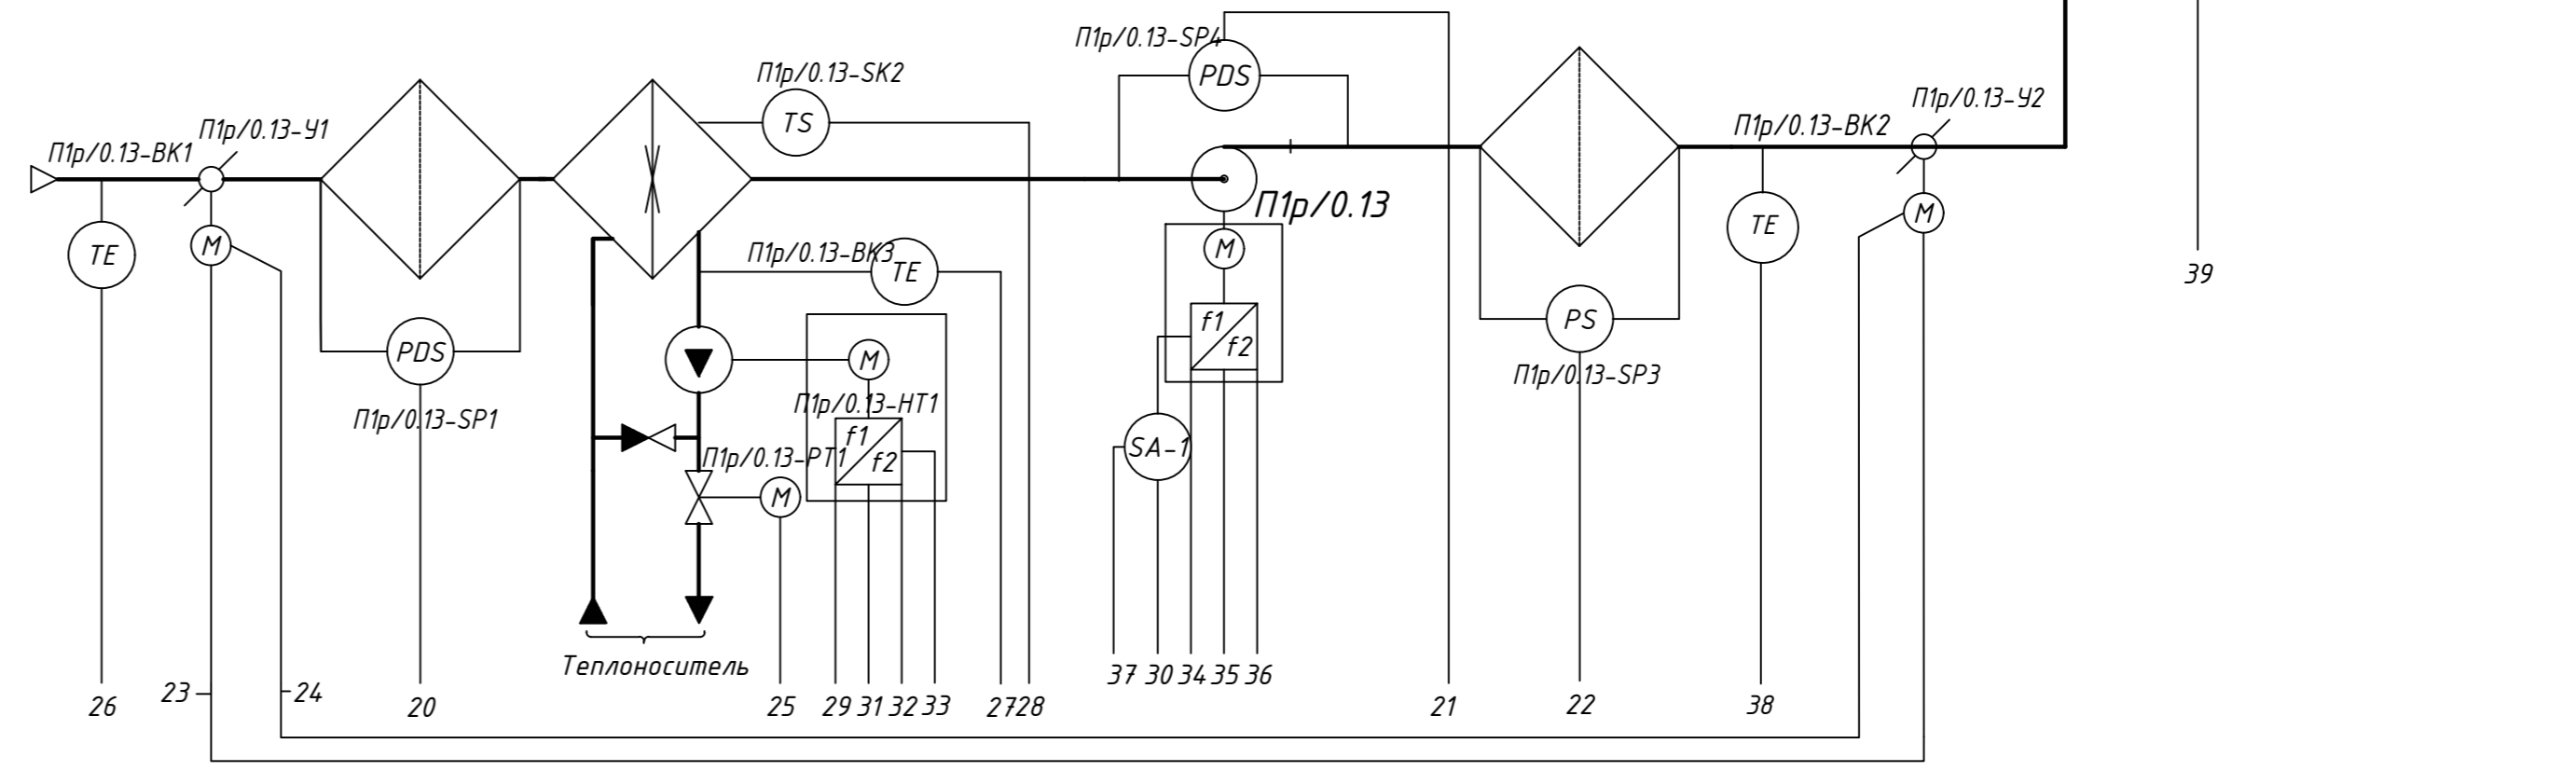 П1р/0.13-SP4
PDS
П1р/0.13-SK2
TS
П1р/0.13-У2
П1р/0.13-У1
П1р/0.13-ВК2
П1р/0.13-ВК1
П1р/0.13
M
TE
TE
M
П1р/0.13-ВК3
TE
M
39
f1
f2
PS
PDS
M
П1р/0.13-SP3
П1р/0.13-НТ1
П1р/0.13-SP1
f1
f2
SA-1
П1р/0.13-РТ1
M
Теплоноситель
37 30 34 35 36
23
24
26
20
25
29 31 32 33
27 28
21
22
38